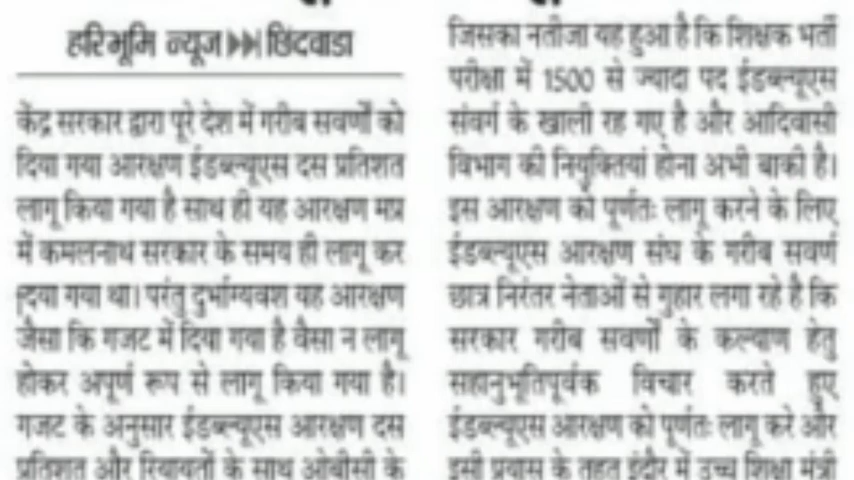 हरिभूमि न्यूज छिंदवाडा
केंद्र सरकार द्वारा पूरे देश में गरीब सवर्णों को
दिया गया आरक्षण ईडब्ल्यूएस दस प्रतिशत
लागू किया गया है साथ ही यह आरक्षण मप्र
में कमलनाथ सरकार के समय ही लागू कर
दिया गया था। परंतु दुर्भाग्यवश यह आरक्षण
जैसा कि गजट में दिया गया है वैसा न लागू
होकर अपूर्ण रूप से लागू किया गया है।
गजट के अनुसार ईडब्ल्यूएस आरक्षण दस
प्रतिशत और रियायतों के साथ ओबीसी के
जिसका नतीजा यह हुआ है कि शिक्षक भर्ती
परीक्षा में 1500 से ज्यादा पद ईडब्ल्यूएस
संवर्ग के खाली रह गए है और आदिवासी
विभाग की नियुक्तियां होना अभी बाकी है।
इस आरक्षण को पूर्णतः लागू करने के लिए
ईडब्ल्यूएस आरक्षण संघ के गरीब सवर्ण
छात्र निरंतर नेताओं से गुहार लगा रहे है कि
सरकार गरीब सवर्णों के कल्याण हेतु
सहानुभूतिपूर्वक विचार करते हुए
ईडब्ल्यूएस आरक्षण को पूर्णतः लागू करे और
इसी प्रयास के तहत इंदौर में उच्च शिक्षा मंत्री